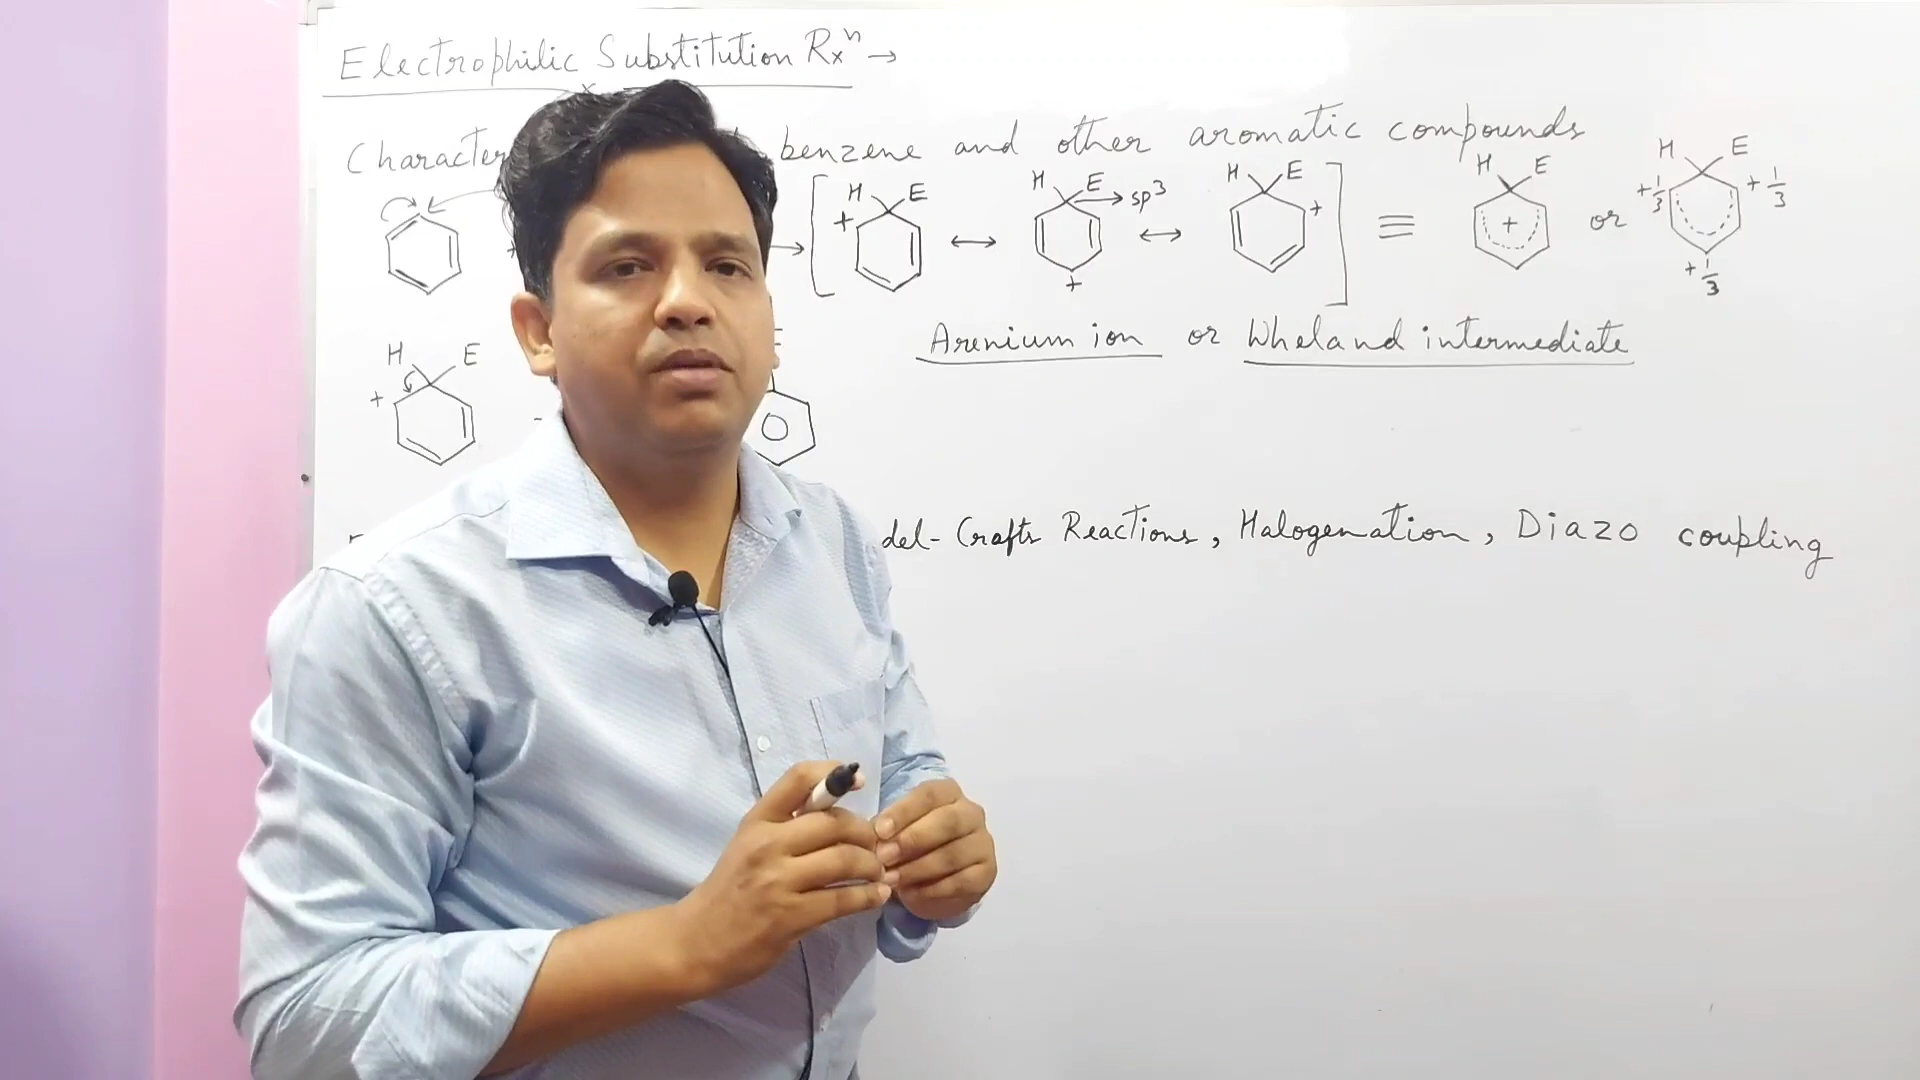 Electrophilic Substitution Rxⁿ →
Character benzene and other aromatic compounds
H E H E → sp³ H E H E H E
+ + + + or +1/3 +1/3 +1/3
Arenium ion or Wheland intermediate
H E
+
del-Crafts Reactions, Halogenation, Diazo coupling